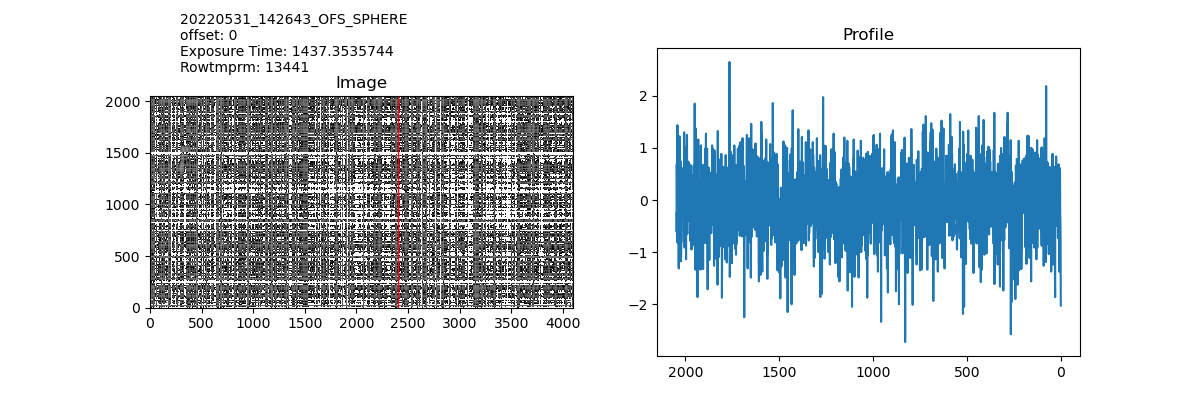 20220531_142643_OFS_SPHERE
offset: 0
Exposure Time: 1437.3535744
Rowtmprm: 13441
Image
2000
1500
1000
500
0
0 500 1000 1500 2000 2500 3000 3500 4000
Profile
2
1
0
−1
−2
2000 1500 1000 500 0